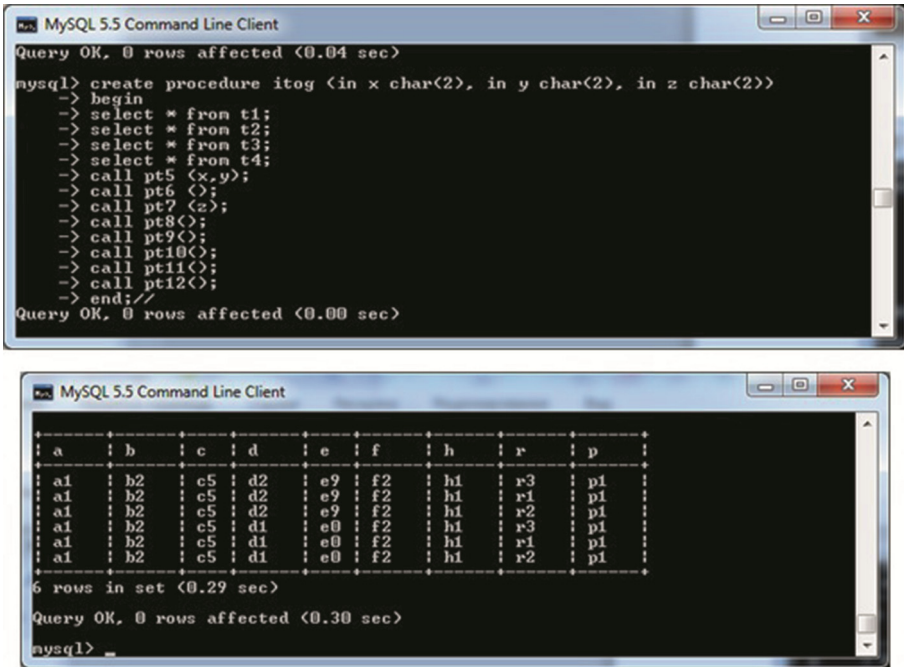 MySQL 5.5 Command Line Client
Query OK, 0 rows affected (0.04 sec)
mysql> create procedure itog (in x char(2), in y char(2), in z char(2))
-> begin
-> select * from t1;
-> select * from t2;
-> select * from t3;
-> select * from t4;
-> call pt5 (x,y);
-> call pt6 ();
-> call pt7 (z);
-> call pt8();
-> call pt9();
-> call pt10();
-> call pt11();
-> call pt12();
-> end;//
Query OK, 0 rows affected (0.00 sec)
MySQL 5.5 Command Line Client
+------+------+----+------+----+------+------+------+------+
| a | b | c | d | e | f | h | r | p |
+------+------+----+------+----+------+------+------+------+
| a1 | b2 | c5 | d2 | e9 | f2 | h1 | r3 | p1 |
| a1 | b2 | c5 | d2 | e9 | f2 | h1 | r1 | p1 |
| a1 | b2 | c5 | d2 | e9 | f2 | h1 | r2 | p1 |
| a1 | b2 | c5 | d1 | e0 | f2 | h1 | r3 | p1 |
| a1 | b2 | c5 | d1 | e0 | f2 | h1 | r1 | p1 |
| a1 | b2 | c5 | d1 | e0 | f2 | h1 | r2 | p1 |
+------+------+----+------+----+------+------+------+------+
6 rows in set (0.29 sec)
Query OK, 0 rows affected (0.30 sec)
mysql> _